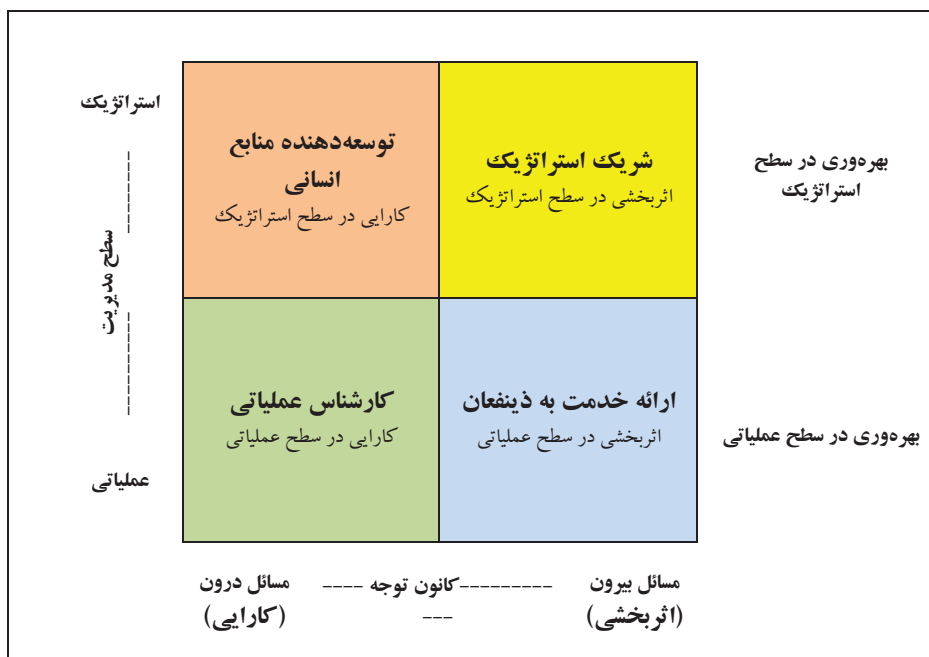 استراتژیک
---------
سطح مدیریت
----------
عملیاتی
توسعه‌دهنده منابع
انسانی
کارایی در سطح استراتژیک
شریک استراتژیک
اثربخشی در سطح استراتژیک
بهره‌وری در سطح
استراتژیک
کارشناس عملیاتی
کارایی در سطح عملیاتی
ارائه خدمت به ذینفعان
اثربخشی در سطح عملیاتی
بهره‌وری در سطح عملیاتی
مسائل درون ---- کانون توجه --------- مسائل بیرون
(کارایی) --- (اثربخشی)